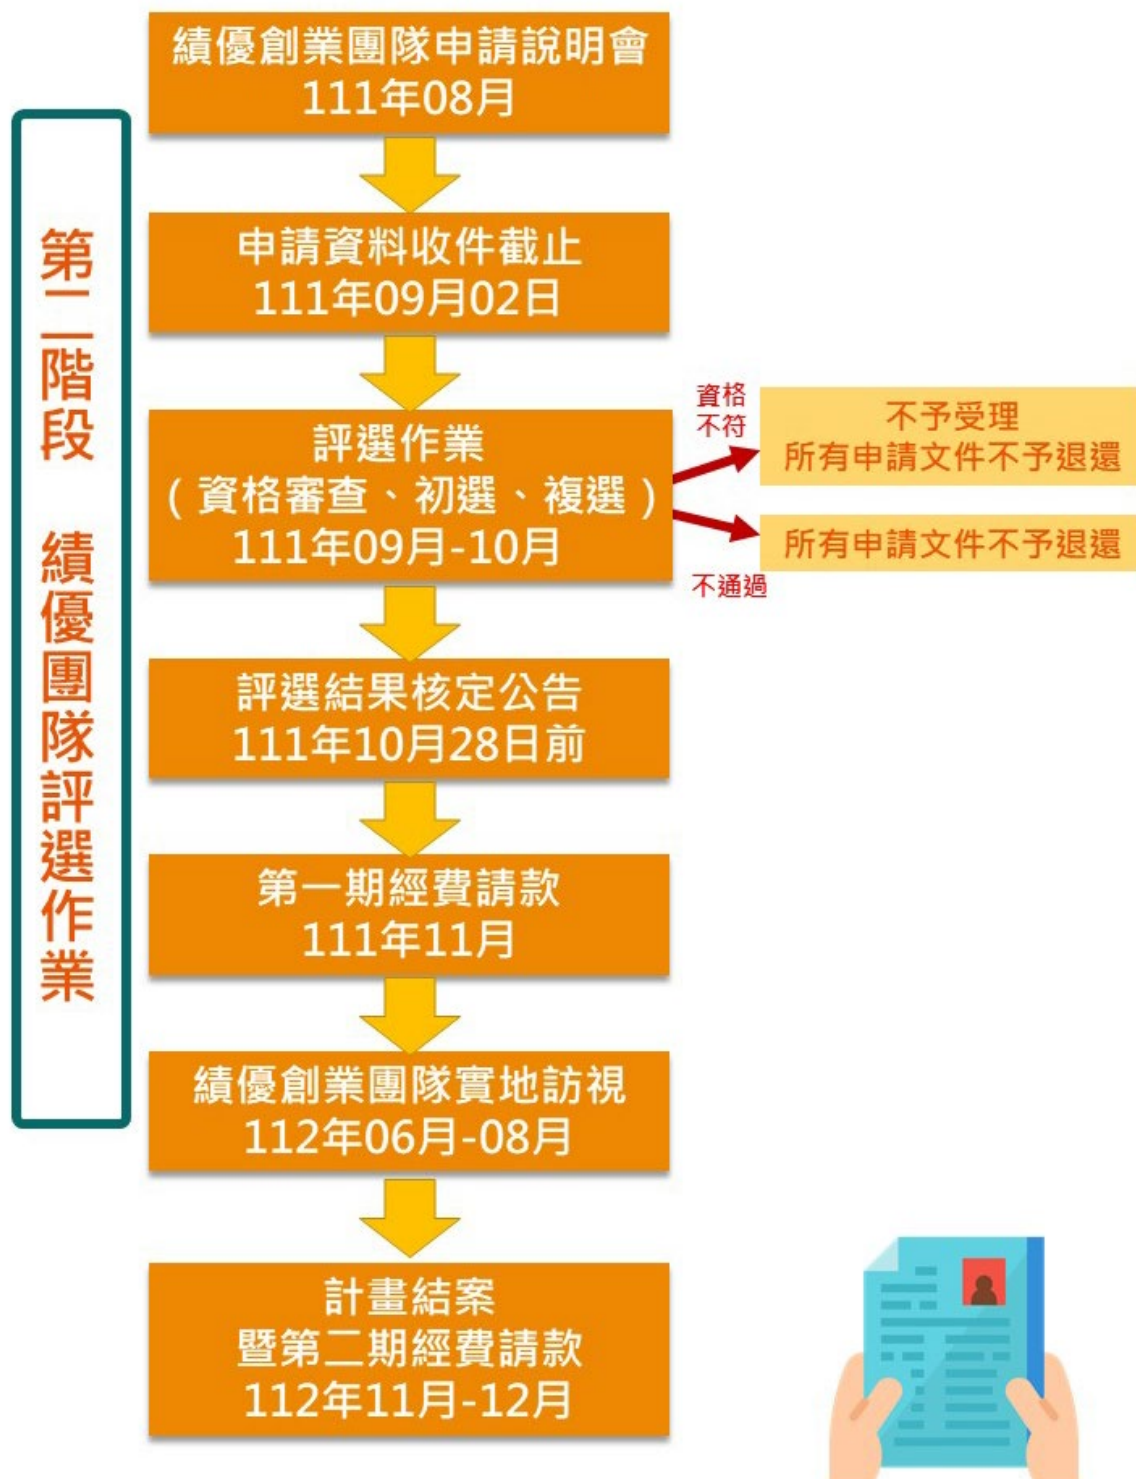 績優創業團隊申請說明會
111年08月
第二階段 績優團隊評選作業
申請資料收件截止
111年09月02日
評選作業
(資格審查、初選、複選)
111年09月-10月
資格
不符
不予受理
所有申請文件不予退還
所有申請文件不予退還
不通過
評選結果核定公告
111年10月28日前
第一期經費請款
111年11月
績優創業團隊實地訪視
112年06月-08月
計畫結案
暨第二期經費請款
112年11月-12月